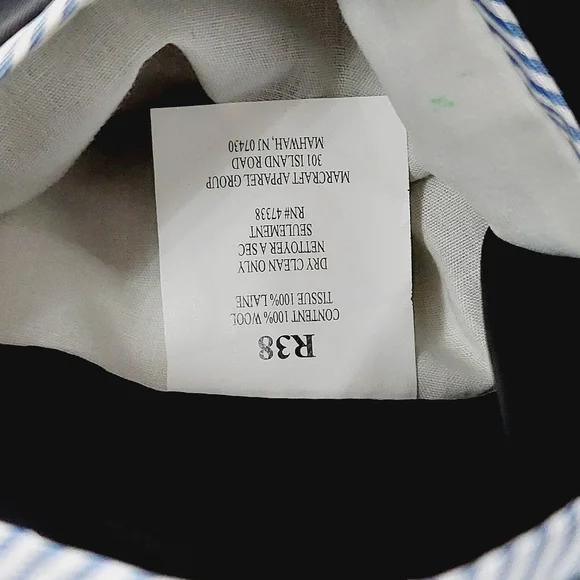 R38
CONTENT 100% WOOL
TISSUE 100% LAINE
DRY CLEAN ONLY
NETTOYER A SEC
SEULEMENT
RN# 47338
MARCRAFT APPAREL GROUP
301 ISLAND ROAD
MAHWAH, NJ 07430